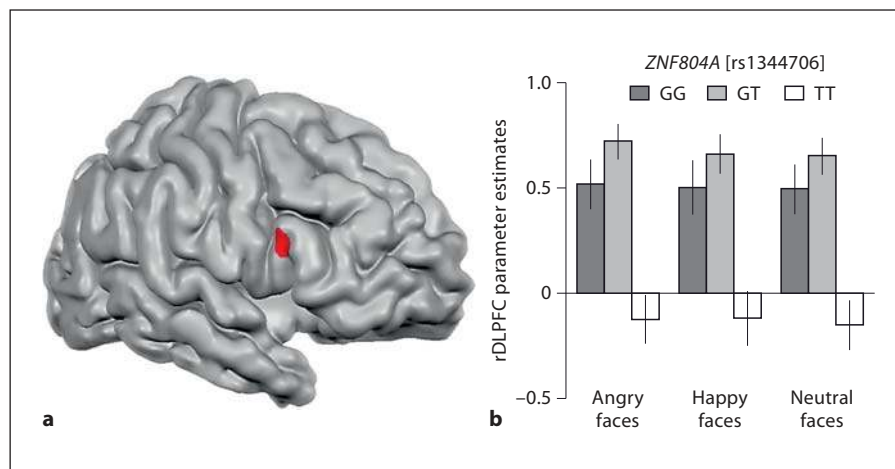 ZNF804A [rs1344706]
GG GT TT
1.0
0.5
0
–0.5
rDLPFC parameter estimates
Angry faces
Happy faces
Neutral faces
a
b